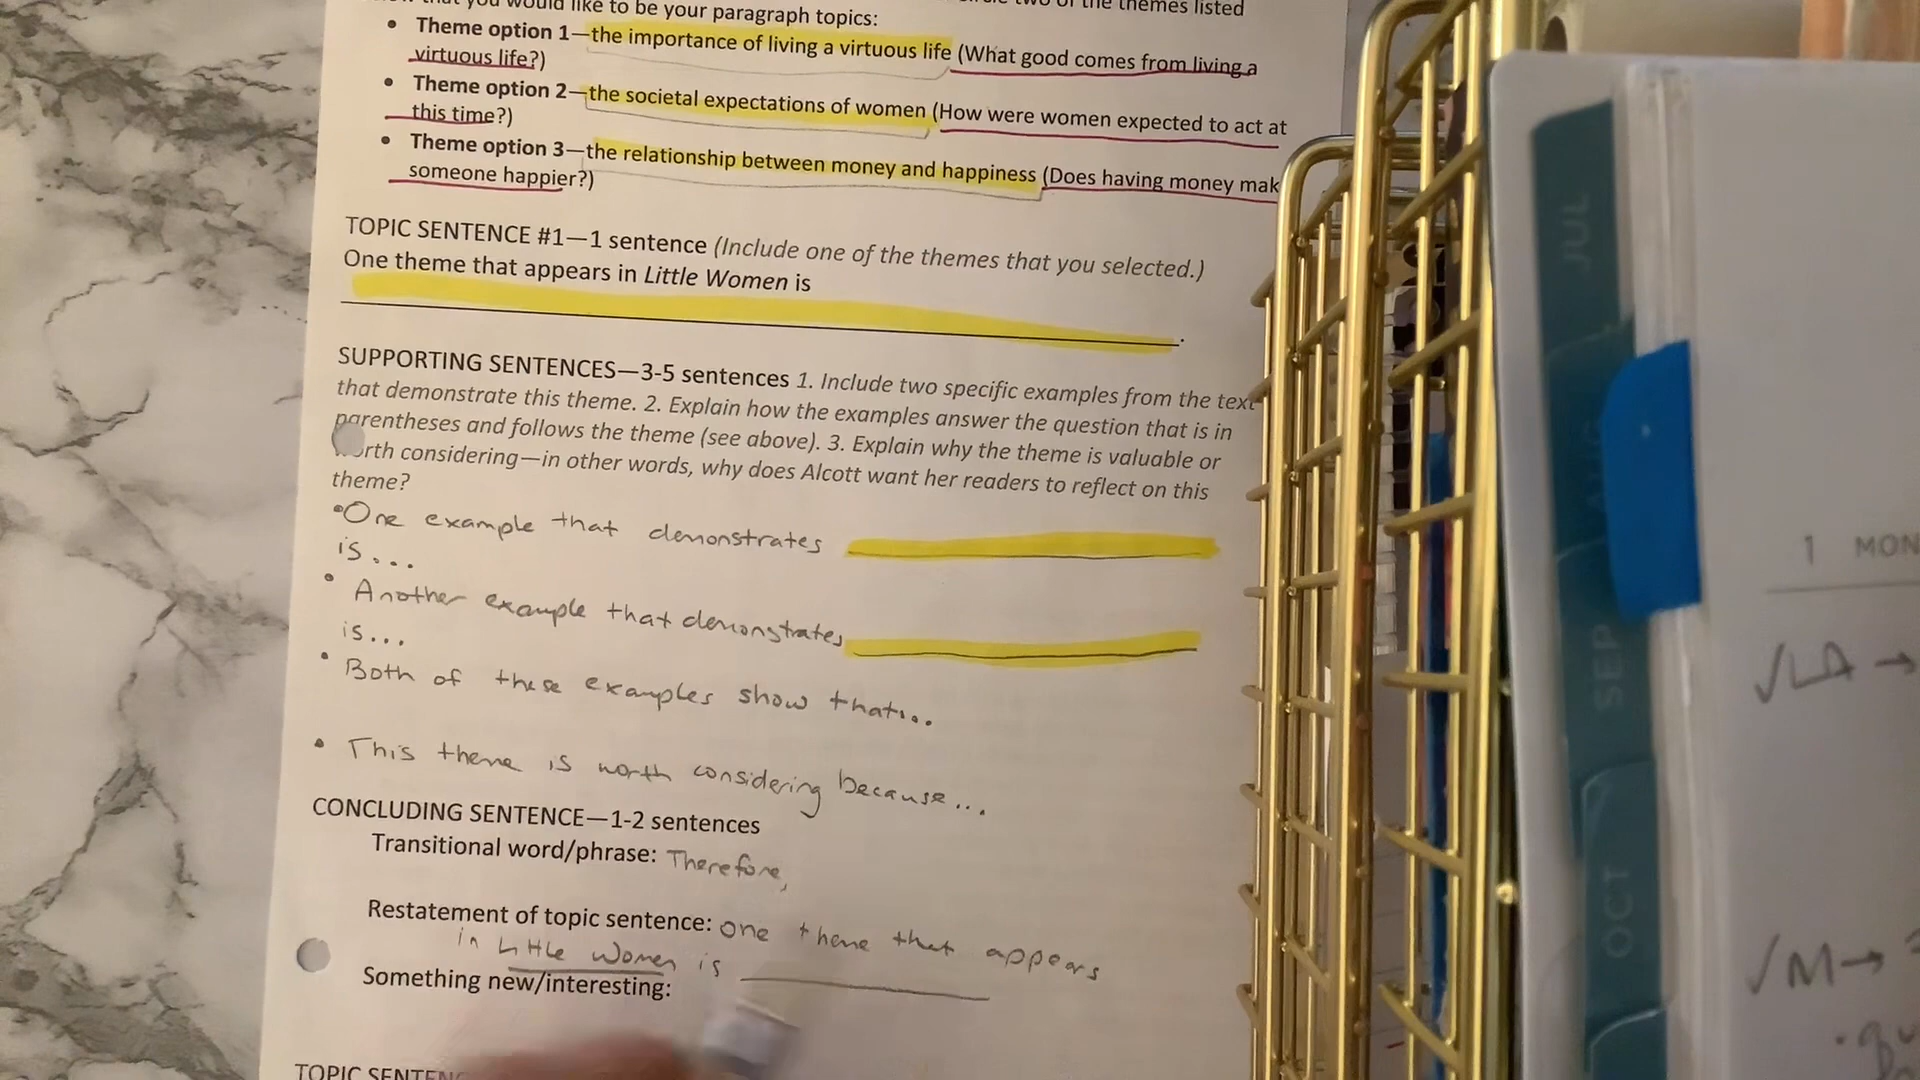 that you would like to be your paragraph topics: two of the themes listed
• Theme option 1—the importance of living a virtuous life (What good comes from living a
virtuous life?)
• Theme option 2—the societal expectations of women (How were women expected to act at
this time?)
• Theme option 3—the relationship between money and happiness (Does having money mak
someone happier?)
TOPIC SENTENCE #1—1 sentence (Include one of the themes that you selected.)
One theme that appears in Little Women is
.
SUPPORTING SENTENCES—3-5 sentences 1. Include two specific examples from the text
that demonstrate this theme. 2. Explain how the examples answer the question that is in
parentheses and follows the theme (see above). 3. Explain why the theme is valuable or
orth considering—in other words, why does Alcott want her readers to reflect on this
theme?
•One example that demonstrates
is...
• Another example that demonstrates
is...
• Both of these examples show that...
• This theme is worth considering because...
CONCLUDING SENTENCE—1-2 sentences
Transitional word/phrase: Therefore,
Restatement of topic sentence: one theme that appears
in Little Women is
Something new/interesting:
TOPIC SENTENC
JUL
AUG
SEP
OCT
1 MON
√LA →
√M→